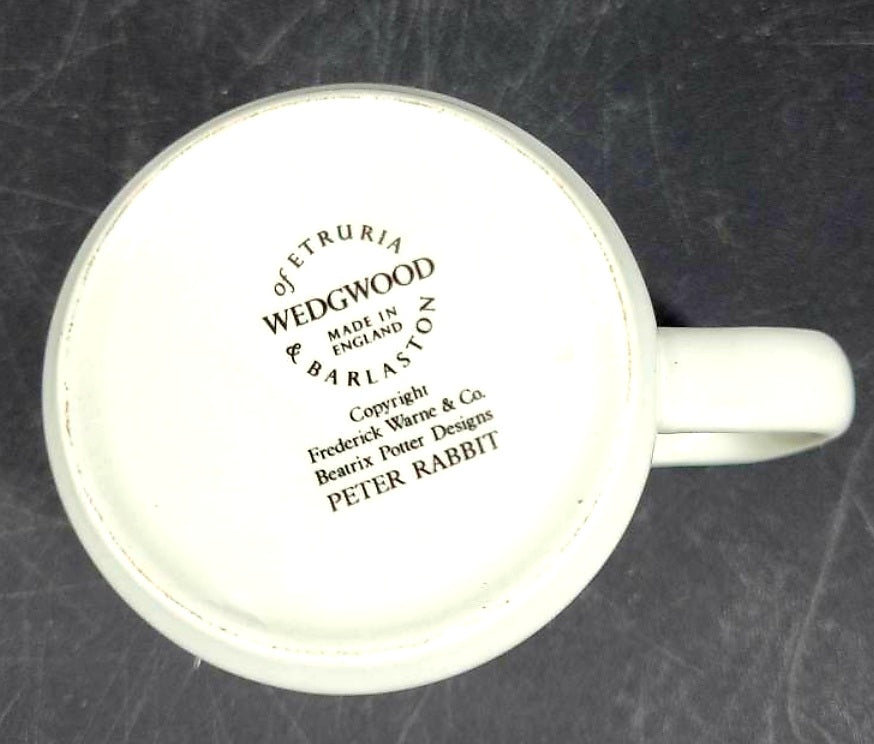 of ETRURIA
WEDGWOOD
MADE IN
ENGLAND
& BARLASTON
Copyright
Frederick Warne & Co.
Beatrix Potter Designs
PETER RABBIT